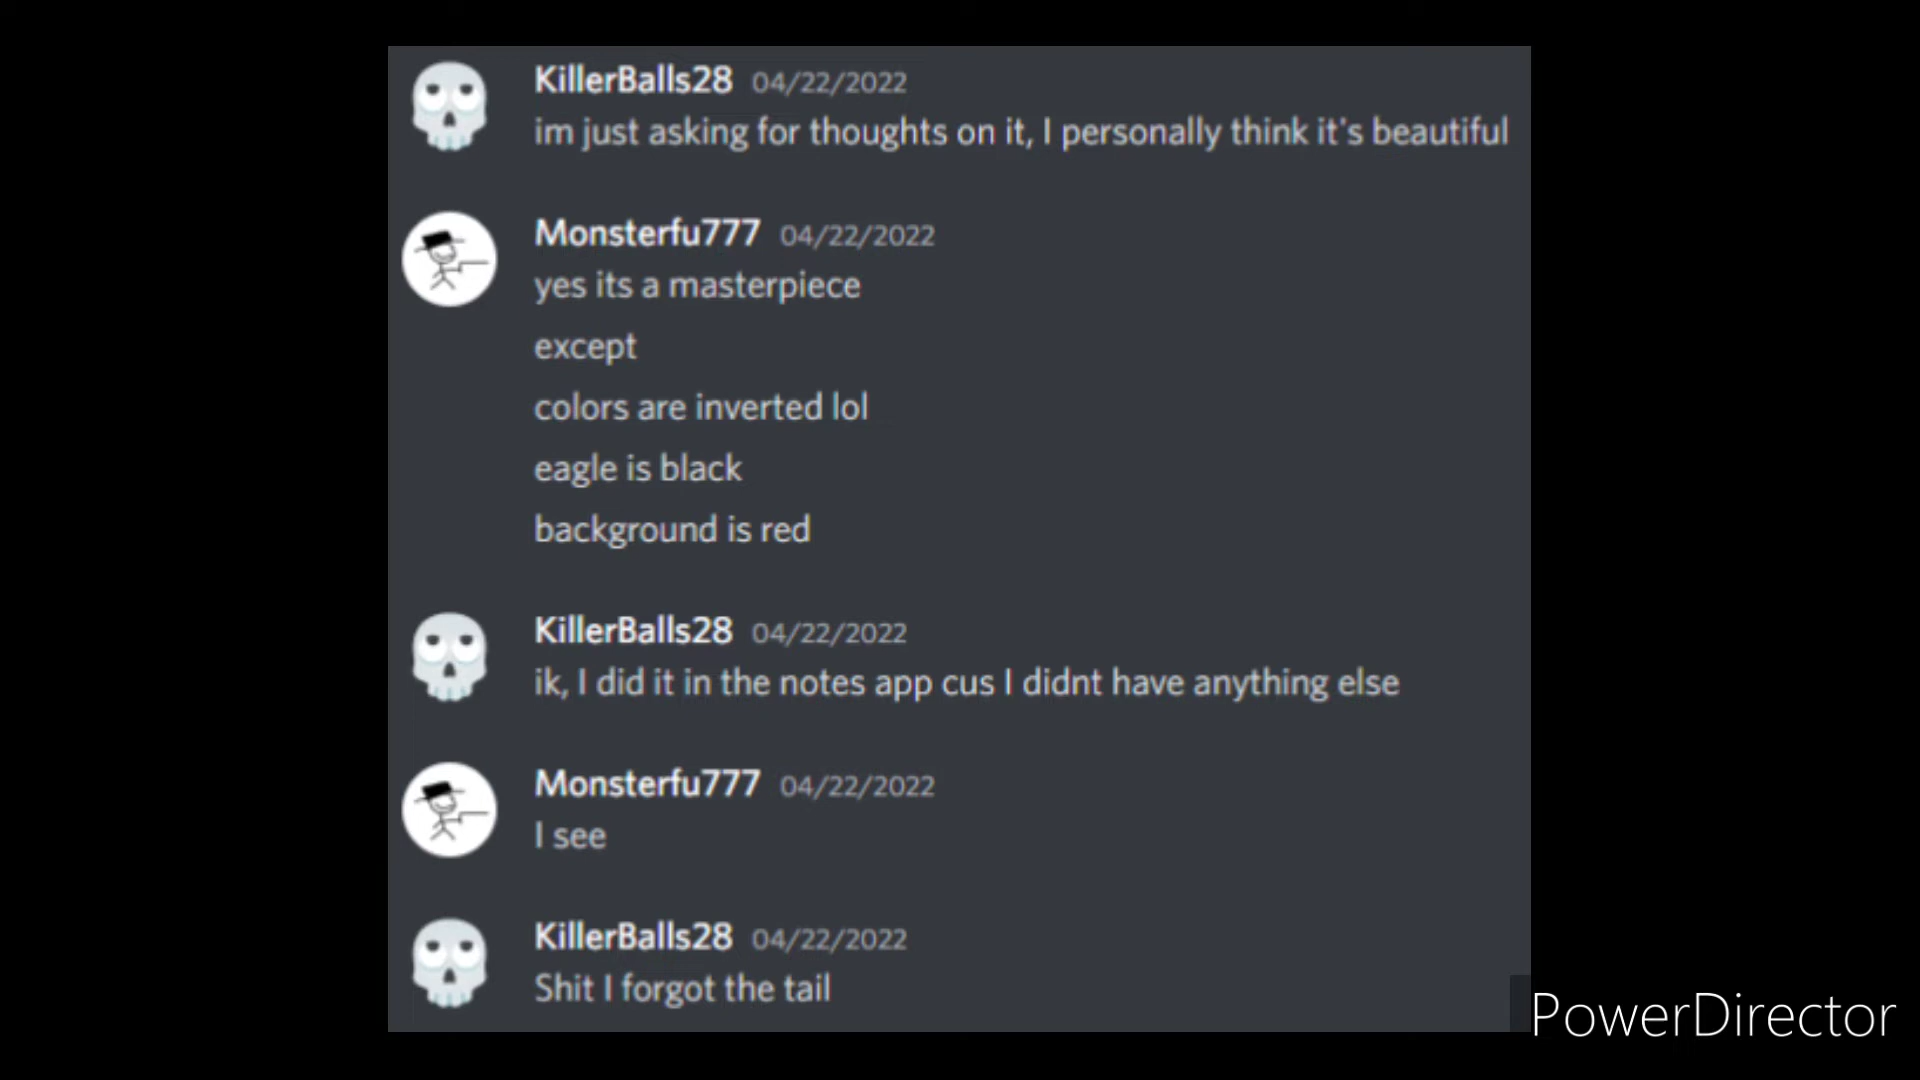 KillerBalls28 04/22/2022
im just asking for thoughts on it, I personally think it's beautiful
Monsterfu777 04/22/2022
yes its a masterpiece
except
colors are inverted lol
eagle is black
background is red
KillerBalls28 04/22/2022
ik, I did it in the notes app cus I didnt have anything else
Monsterfu777 04/22/2022
I see
KillerBalls28 04/22/2022
Shit I forgot the tail
PowerDirector